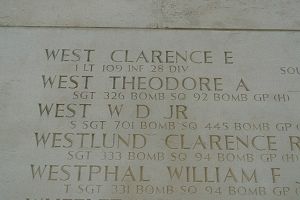 WEST CLARENCE E
1 LT 109 INF 28 DIV
WEST THEODORE A
SGT 326 BOMB SQ 92 BOMB GP (H)
WEST W D JR
S SGT 701 BOMB SQ 445 BOMB GP (H)
WESTLUND CLARENCE R
SGT 333 BOMB SQ 94 BOMB GP (H)
WESTPHAL WILLIAM F
T SGT 331 BOMB SQ 94 BOMB GP